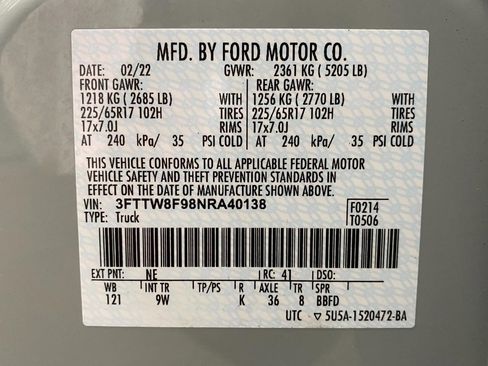 MFD. BY FORD MOTOR CO.
DATE: 02/22 GVWR: 2361 KG ( 5205 LB)
FRONT GAWR: REAR GAWR:
1218 KG ( 2685 LB) WITH 1256 KG ( 2770 LB) WITH
225/65R17 102H TIRES 225/65R17 102H TIRES
17x7.0J RIMS 17x7.0J RIMS
AT 240 kPa/ 35 PSI COLD AT 240 kPa/ 35 PSI COLD
THIS VEHICLE CONFORMS TO ALL APPLICABLE FEDERAL MOTOR
VEHICLE SAFETY AND THEFT PREVENTION STANDARDS IN
EFFECT ON THE DATE OF MANUFACTURE SHOWN ABOVE.
VIN: 3FTTW8F98NRA40138 F0214
TYPE: Truck T0506
EXT PNT: NE RC: 41 DSO:
WB INT TR TP/PS R AXLE TR SPR
121 9W K 36 8 BBFD
UTC ▽ 5U5A-1520472-BA